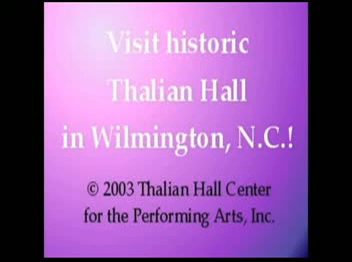 Visit historic
Thalian Hall
in Wilmington, N.C.!
© 2003 Thalian Hall Center
for the Performing Arts, Inc.